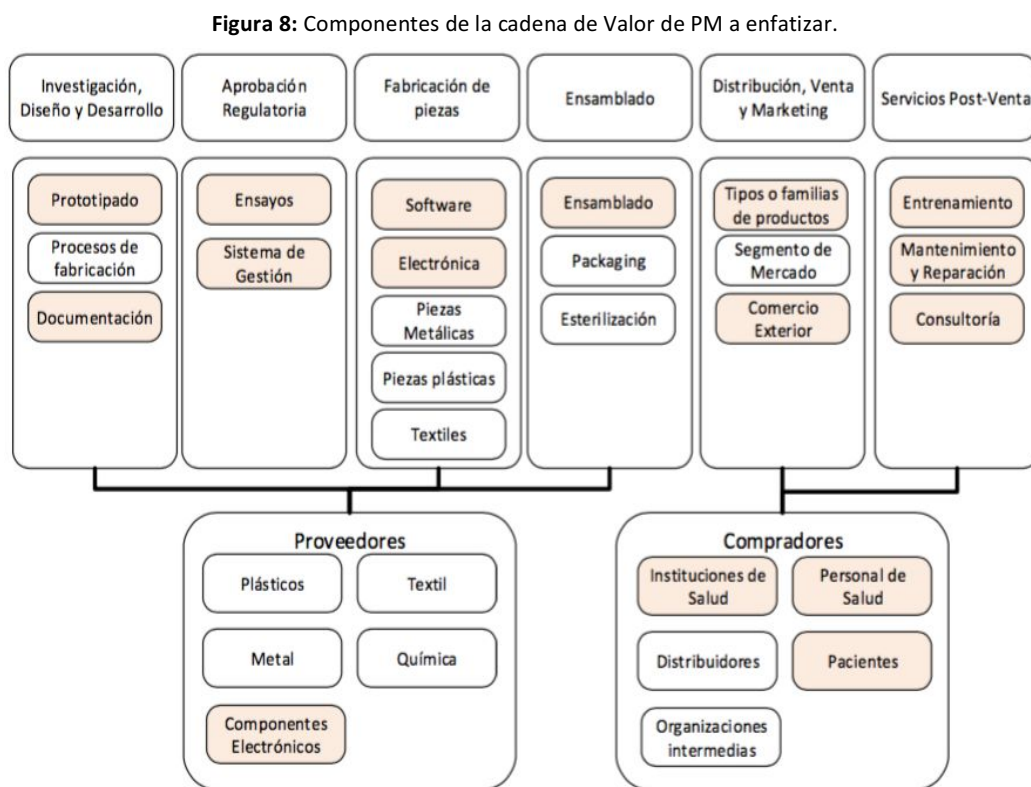 Figura 8: Componentes de la cadena de Valor de PM a enfatizar.
Investigación,
Diseño y Desarrollo
Aprobación
Regulatoria
Fabricación de
piezas
Ensamblado
Distribución, Venta
y Marketing
Servicios Post-Venta
Prototipado
Procesos de
fabricación
Documentación
Ensayos
Sistema de
Gestión
Software
Electrónica
Piezas
Metálicas
Piezas plásticas
Textiles
Ensamblado
Packaging
Esterilización
Tipos o familias
de productos
Segmento de
Mercado
Comercio
Exterior
Entrenamiento
Mantenimiento
y Reparación
Consultoría
Proveedores
Plásticos
Textil
Metal
Química
Componentes
Electrónicos
Compradores
Instituciones de
Salud
Personal de
Salud
Distribuidores
Pacientes
Organizaciones
intermedias